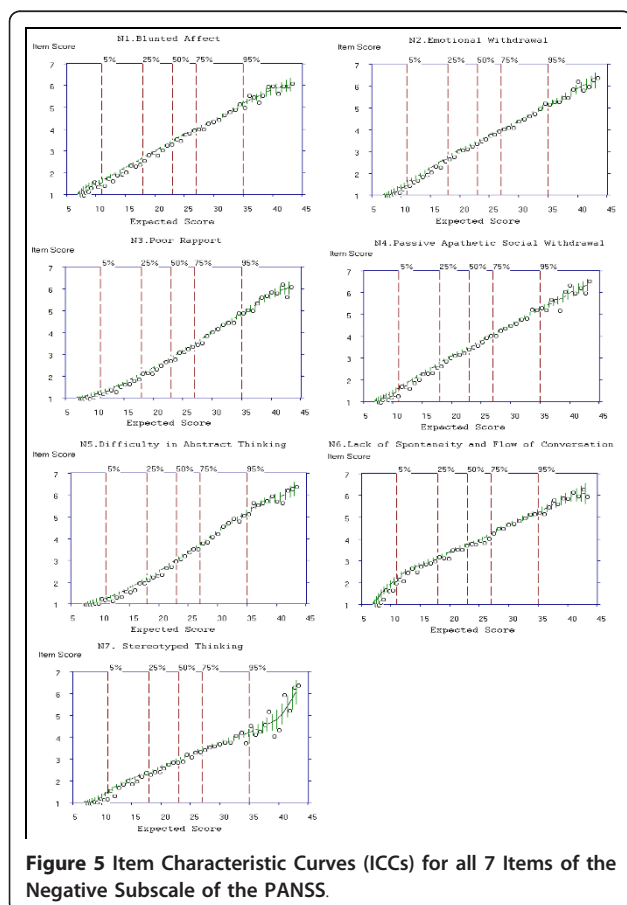 N1.Blunted Affect
Item Score
5% 25% 50% 75% 95%
7
6
5
4
3
2
1
5 10 15 20 25 30 35 40 45
Expected Score
N2.Emotional Withdrawal
Item Score
5% 25% 50% 75% 95%
7
6
5
4
3
2
1
5 10 15 20 25 30 35 40 45
Expected Score
N3.Poor Rapport
Item Score
5% 25% 50% 75% 95%
7
6
5
4
3
2
1
5 10 15 20 25 30 35 40 45
Expected Score
N4.Passive Apathetic Social Withdrawal
Item Score
5% 25% 50% 75% 95%
7
6
5
4
3
2
1
5 10 15 20 25 30 35 40 45
Expected Score
N5.Difficulty in Abstract Thinking
Item Score
5% 25% 50% 75% 95%
7
6
5
4
3
2
1
5 10 15 20 25 30 35 40 45
Expected Score
N6.Lack of Spontaneity and Flow of Conversation
Item Score
5% 25% 50% 75% 95%
7
6
5
4
3
2
1
5 10 15 20 25 30 35 40 45
Expected Score
N7. Stereotyped Thinking
Item Score
5% 25% 50% 75% 95%
7
6
5
4
3
2
1
5 10 15 20 25 30 35 40 45
Expected Score
Figure 5 Item Characteristic Curves (ICCs) for all 7 Items of the
Negative Subscale of the PANSS.